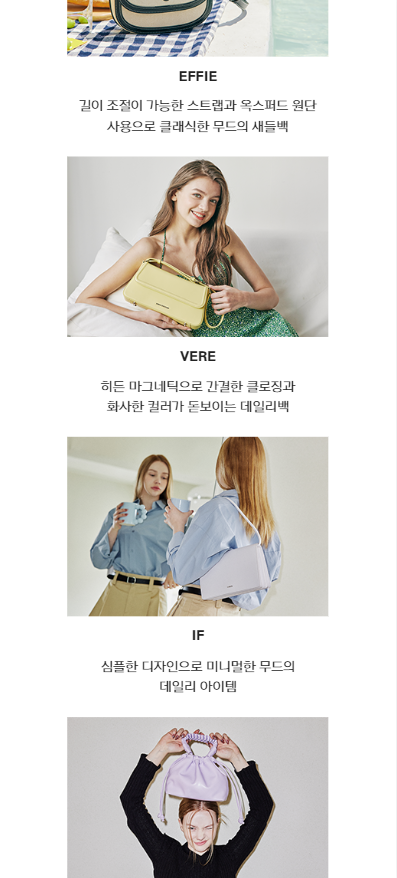 EFFIE
길이 조절이 가능한 스트랩과 옥스퍼드 원단
사용으로 클래식한 무드의 새들백
VERE
히든 마그네틱으로 간결한 클로징과
화사한 컬러가 돋보이는 데일리백
IF
심플한 디자인으로 미니멀한 무드의
데일리 아이템